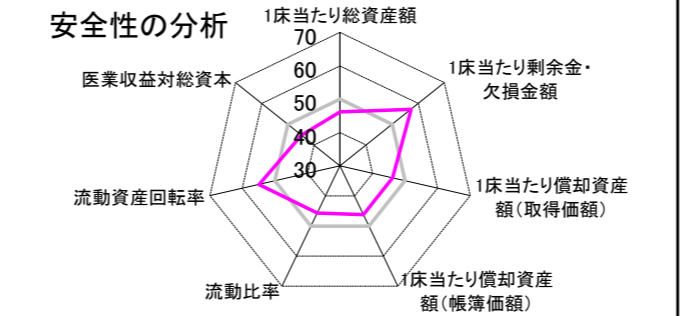 安全性の分析
1床当たり総資産額
1床当たり剰余金・
欠損金額
1床当たり償却資産
額（取得価額）
1床当たり償却資産
額（帳簿価額）
流動比率
流動資産回転率
医業収益対総資本
70
60
50
40
30